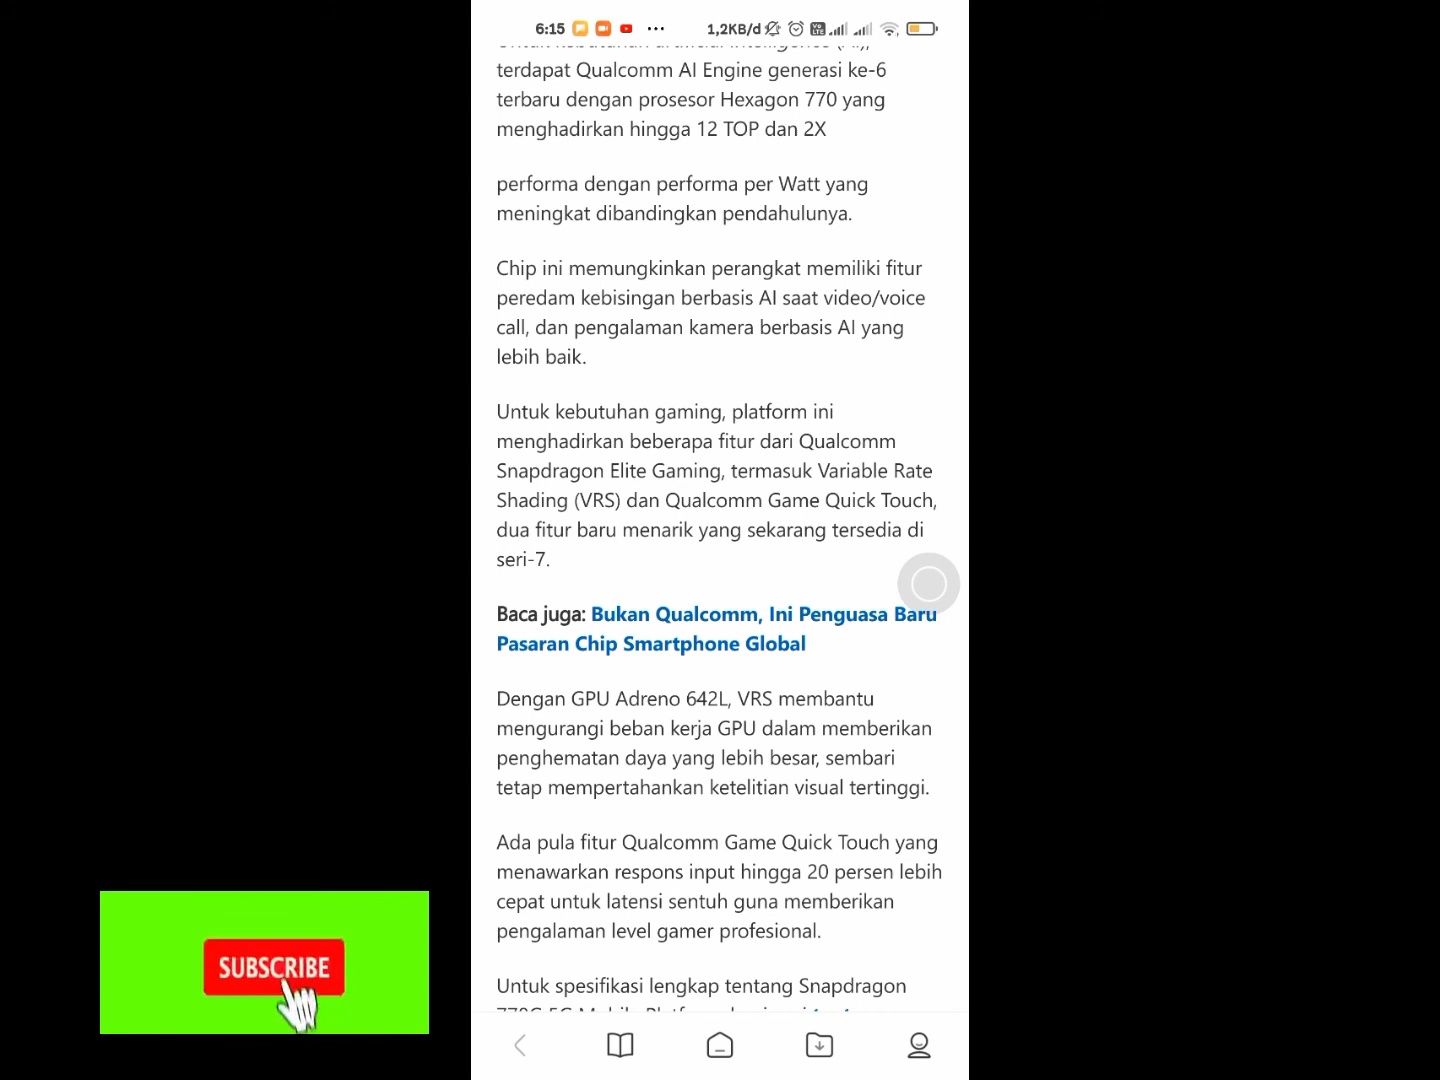 6:15
1,2KB/d
terdapat Qualcomm AI Engine generasi ke-6
terbaru dengan prosesor Hexagon 770 yang
menghadirkan hingga 12 TOP dan 2X
performa dengan performa per Watt yang
meningkat dibandingkan pendahulunya.
Chip ini memungkinkan perangkat memiliki fitur
peredam kebisingan berbasis AI saat video/voice
call, dan pengalaman kamera berbasis AI yang
lebih baik.
Untuk kebutuhan gaming, platform ini
menghadirkan beberapa fitur dari Qualcomm
Snapdragon Elite Gaming, termasuk Variable Rate
Shading (VRS) dan Qualcomm Game Quick Touch,
dua fitur baru menarik yang sekarang tersedia di
seri-7.
Baca juga: Bukan Qualcomm, Ini Penguasa Baru
Pasaran Chip Smartphone Global
Dengan GPU Adreno 642L, VRS membantu
mengurangi beban kerja GPU dalam memberikan
penghematan daya yang lebih besar, sembari
tetap mempertahankan ketelitian visual tertinggi.
Ada pula fitur Qualcomm Game Quick Touch yang
menawarkan respons input hingga 20 persen lebih
cepat untuk latensi sentuh guna memberikan
pengalaman level gamer profesional.
Untuk spesifikasi lengkap tentang Snapdragon
SUBSCRIBE